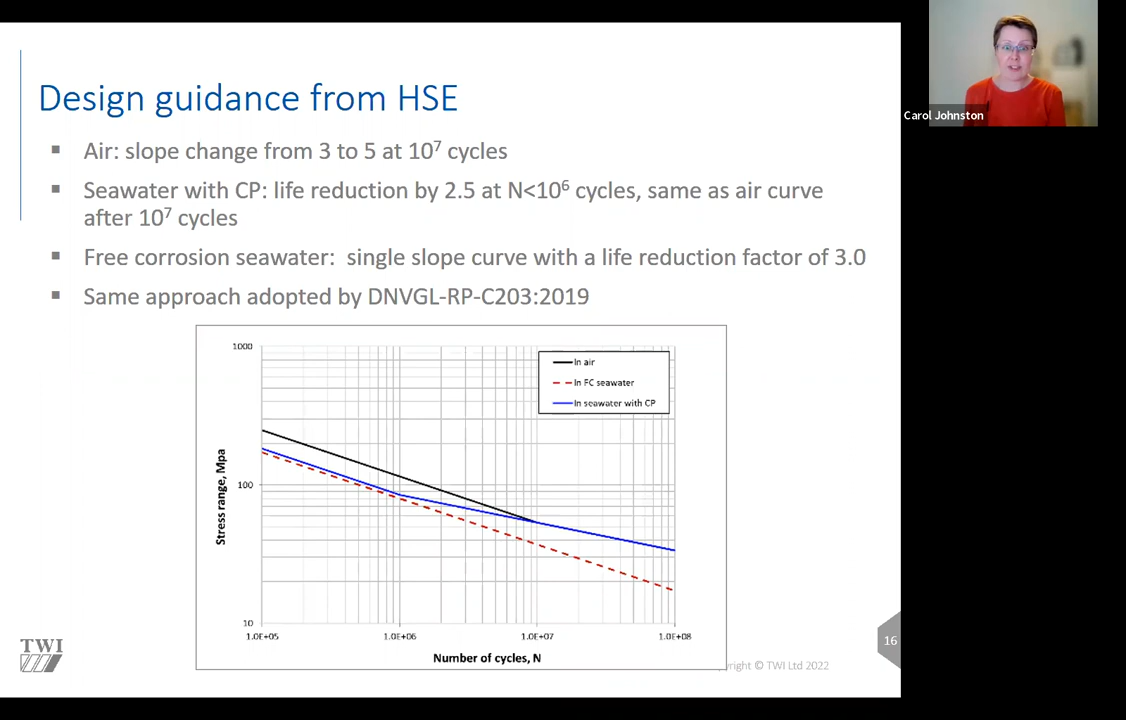 Design guidance from HSE
Carol Johnston
▪ Air: slope change from 3 to 5 at 10⁷ cycles
▪ Seawater with CP: life reduction by 2.5 at N<10⁶ cycles, same as air curve
after 10⁷ cycles
▪ Free corrosion seawater: single slope curve with a life reduction factor of 3.0
▪ Same approach adopted by DNVGL-RP-C203:2019
1000
In air
In FC seawater
In seawater with CP
100
Stress range, Mpa
10
1.0E+05 1.0E+06 1.0E+07 1.0E+08
Number of cycles, N
TWI
16
yright © TWI Ltd 2022